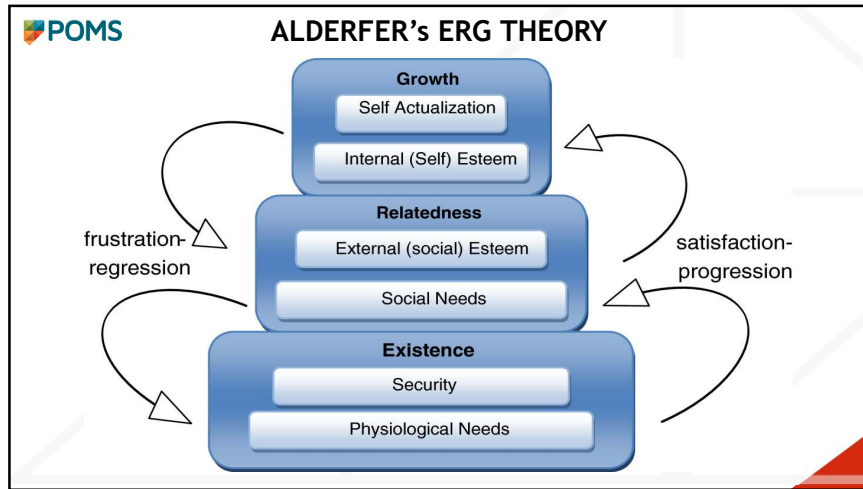 POMS
ALDERFER's ERG THEORY
Growth
Self Actualization
Internal (Self) Esteem
Relatedness
External (social) Esteem
Social Needs
frustration-
regression
satisfaction-
progression
Existence
Security
Physiological Needs